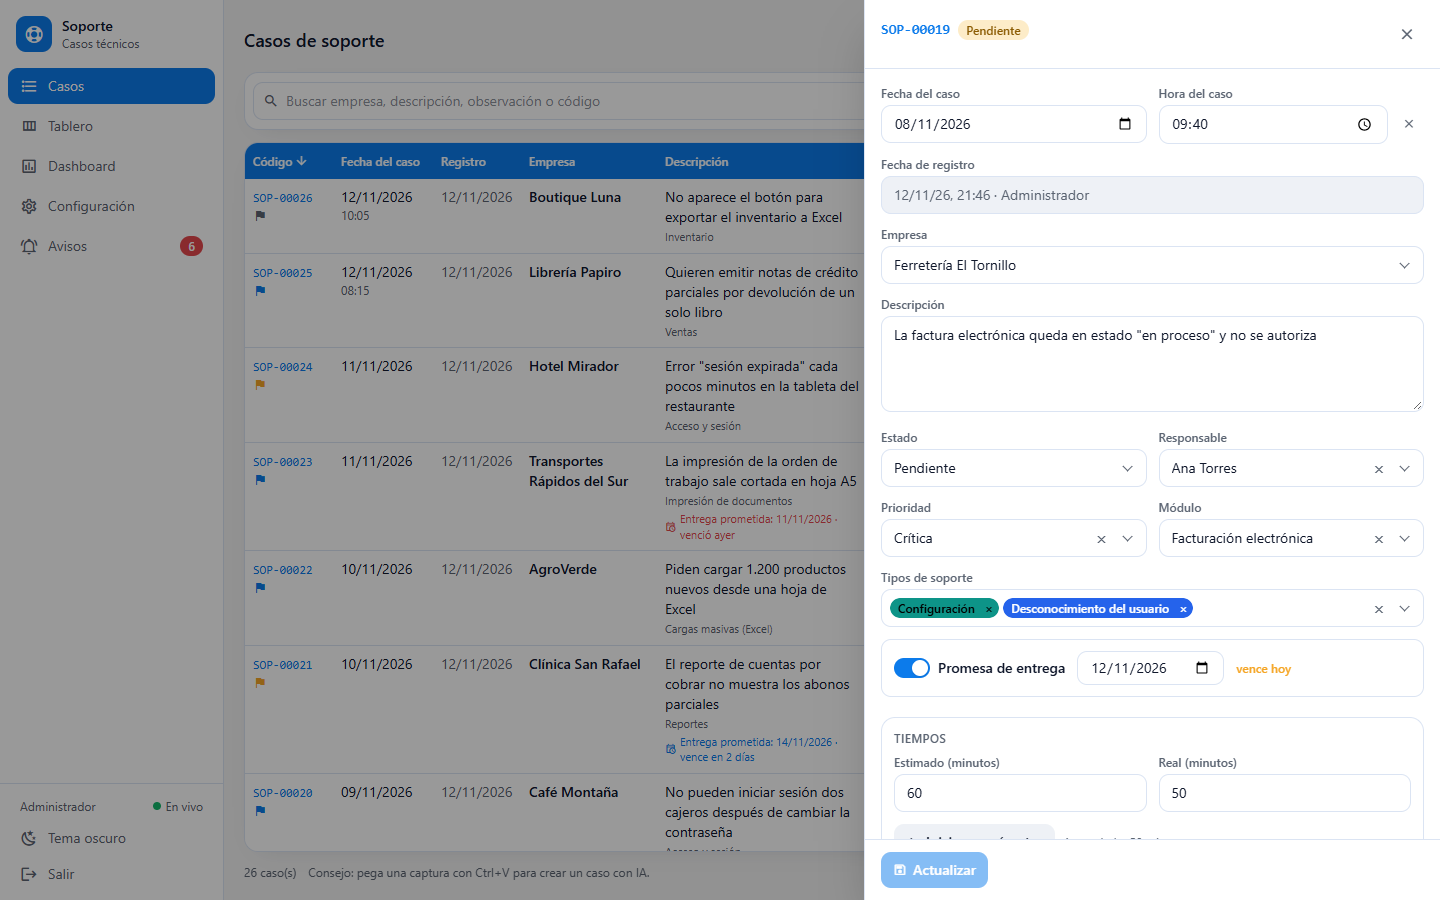 Soporte
Casos técnicos
Casos
Tablero
Dashboard
Configuración
Avisos
6
Administrador
En vivo
Tema oscuro
Salir
Casos de soporte
Buscar empresa, descripción, observación o código
Código
Fecha del caso
Registro
Empresa
Descripción
SOP-00026
12/11/2026
10:05
12/11/2026
Boutique Luna
No aparece el botón para
exportar el inventario a Excel
Inventario
SOP-00025
12/11/2026
08:15
12/11/2026
Librería Papiro
Quieren emitir notas de crédito
parciales por devolución de un
solo libro
Ventas
SOP-00024
11/11/2026
12/11/2026
Hotel Mirador
Error "sesión expirada" cada
pocos minutos en la tableta del
restaurante
Acceso y sesión
SOP-00023
11/11/2026
12/11/2026
Transportes
Rápidos del Sur
La impresión de la orden de
trabajo sale cortada en hoja A5
Impresión de documentos
Entrega prometida: 11/11/2026 ·
venció ayer
SOP-00022
10/11/2026
12/11/2026
AgroVerde
Piden cargar 1.200 productos
nuevos desde una hoja de
Excel
Cargas masivas (Excel)
SOP-00021
10/11/2026
12/11/2026
Clínica San Rafael
El reporte de cuentas por
cobrar no muestra los abonos
parciales
Reportes
Entrega prometida: 14/11/2026 ·
vence en 2 días
SOP-00020
09/11/2026
12/11/2026
Café Montaña
No pueden iniciar sesión dos
cajeros después de cambiar la
contraseña
26 caso(s)
Consejo: pega una captura con Ctrl+V para crear un caso con IA.
SOP-00019
Pendiente
Fecha del caso
Hora del caso
08/11/2026
09:40
Fecha de registro
12/11/26, 21:46 · Administrador
Empresa
Ferretería El Tornillo
Descripción
La factura electrónica queda en estado "en proceso" y no se autoriza
Estado
Responsable
Pendiente
Ana Torres
Prioridad
Módulo
Crítica
Facturación electrónica
Tipos de soporte
Configuración
Desconocimiento del usuario
Promesa de entrega
12/11/2026
vence hoy
TIEMPOS
Estimado (minutos)
Real (minutos)
60
50
Actualizar